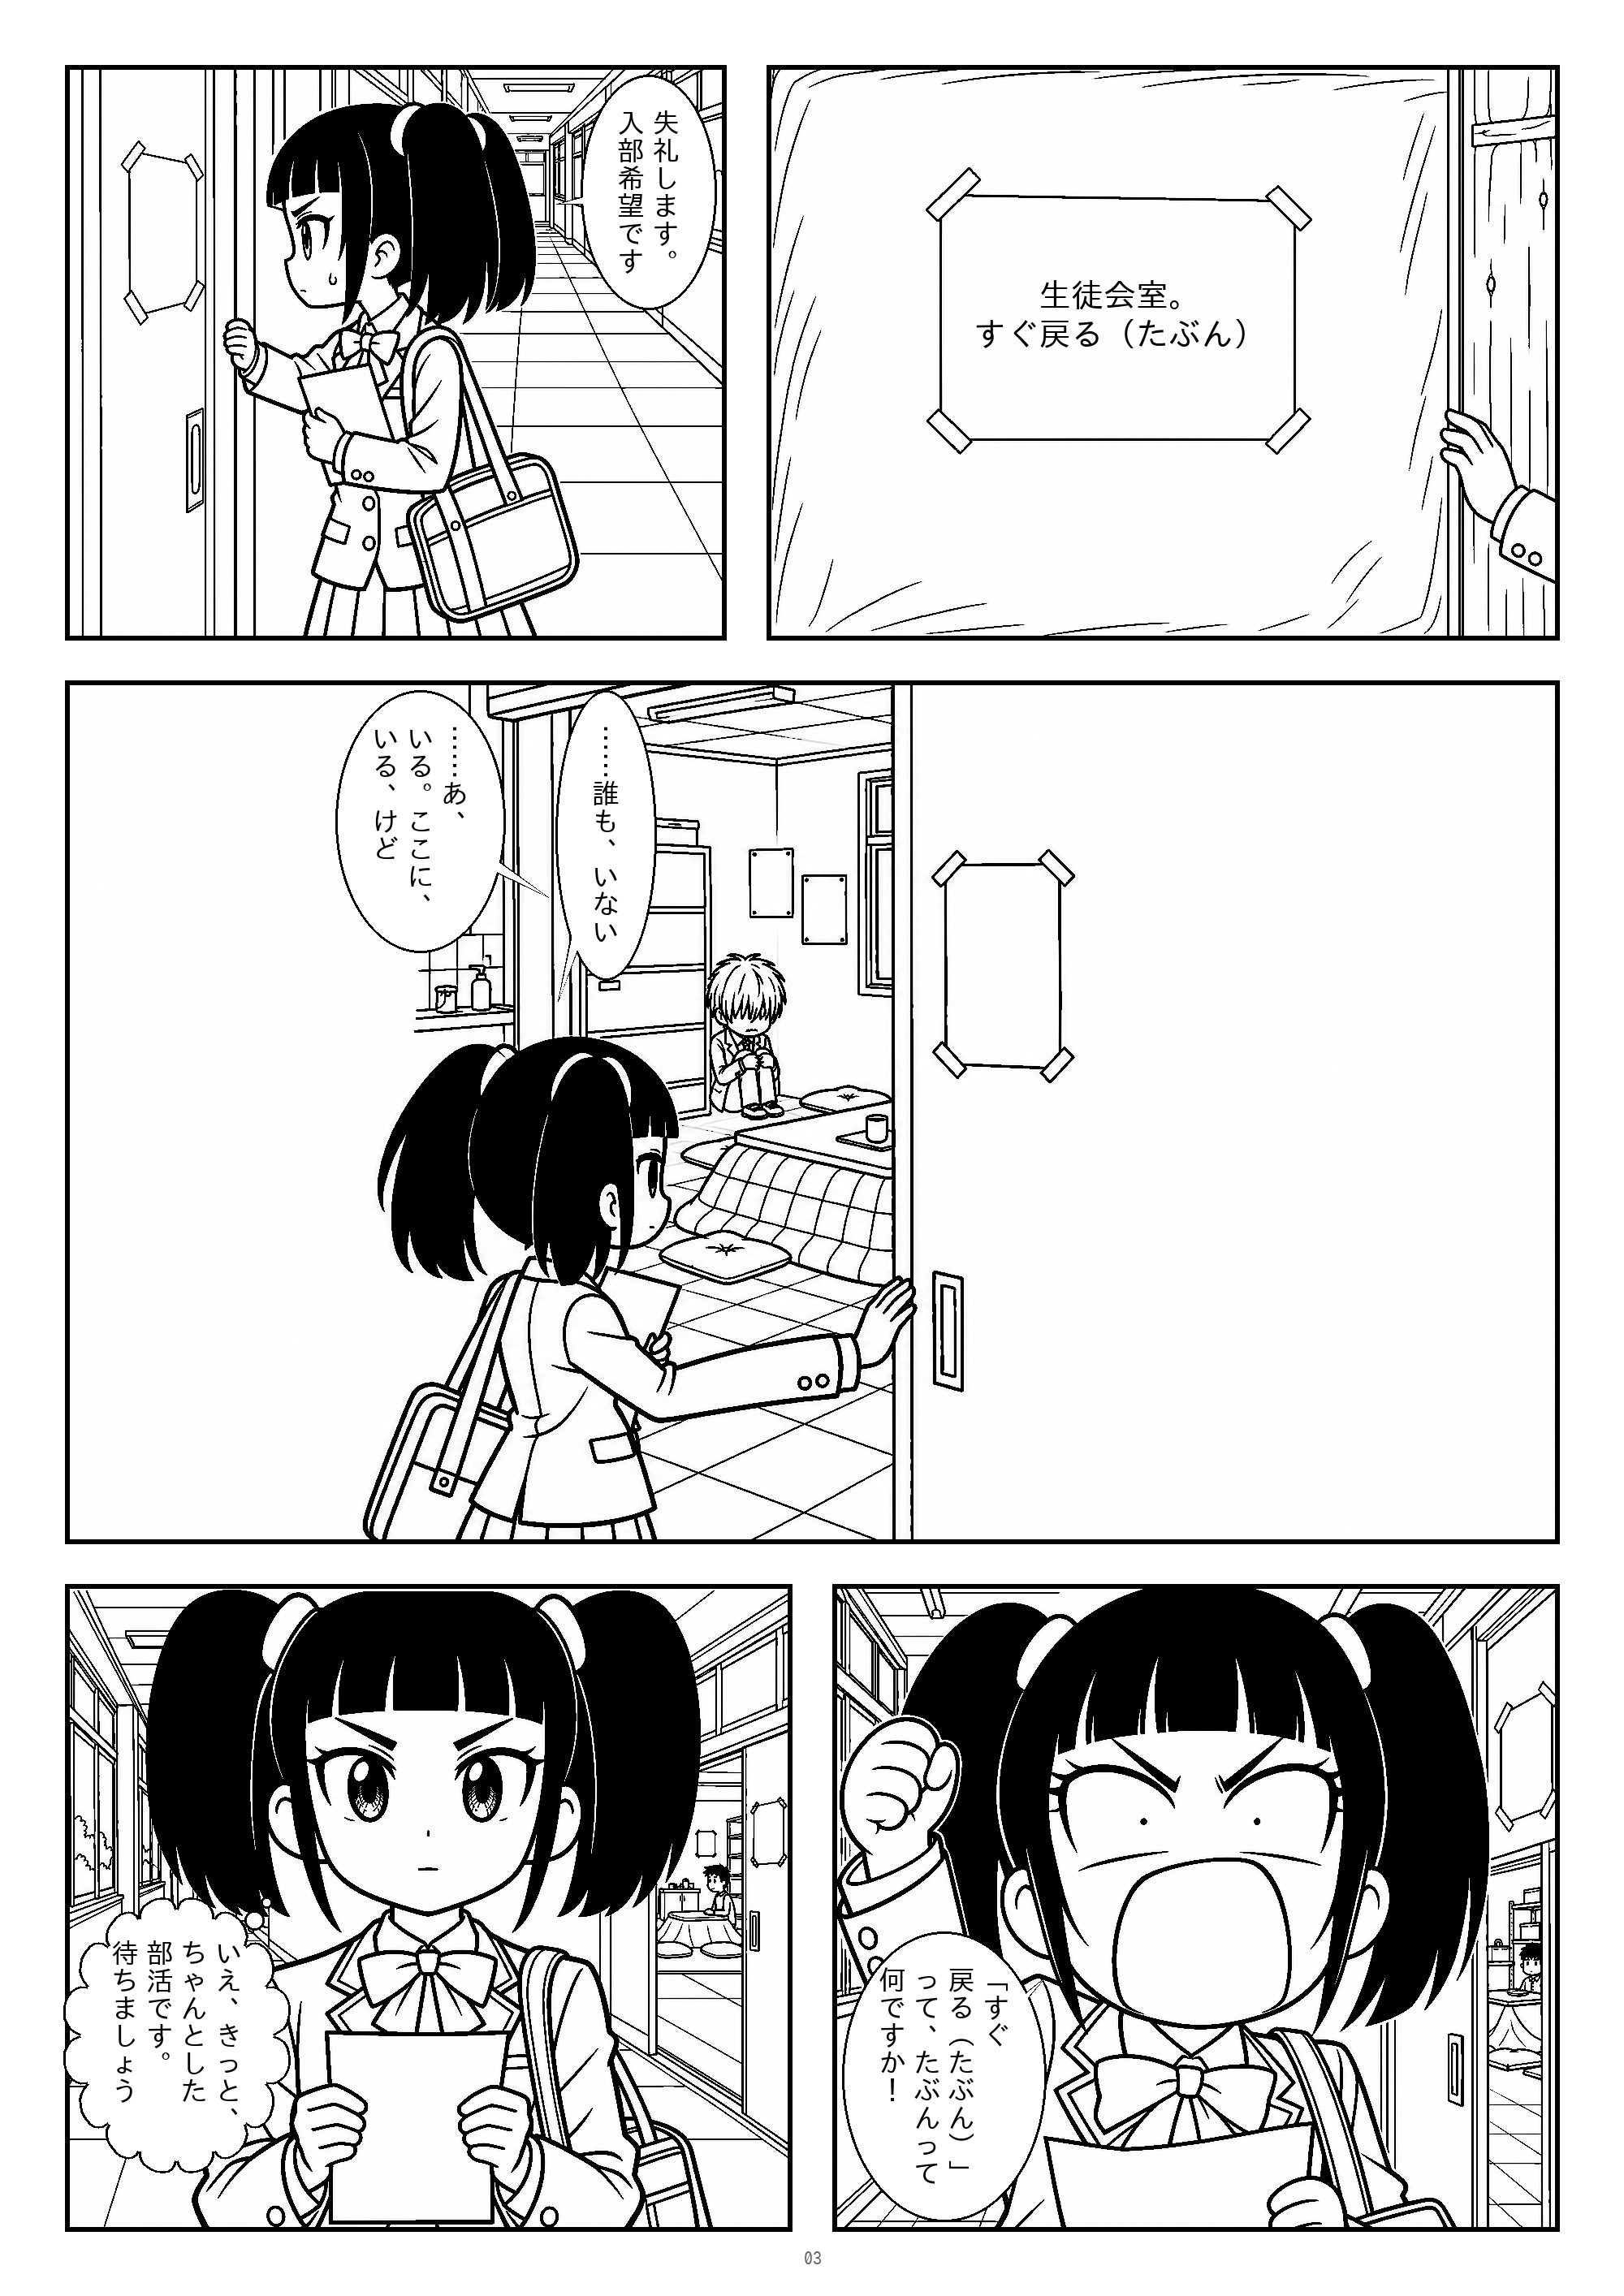 生徒会室。
すぐ戻る（たぶん）
失礼します。
入部希望です
……誰も、いない
……あ、
いる。ここに、
いる、けど
「すぐ
戻る（たぶん）」
って、たぶんって
何ですか！
いえ、きっと、
ちゃんとした
部活です。
待ちましょう
03